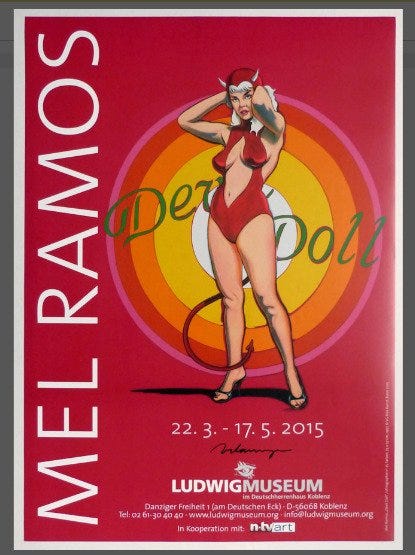 MEL RAMOS
Der Doll
22. 3. - 17. 5. 2015
LUDWIGMUSEUM
im Deutschherrenhaus Koblenz
Danziger Freiheit 1 (am Deutschen Eck) · D-56068 Koblenz
Tel: 02 61-30 40 40 · www.ludwigmuseum.org · info@ludwigmuseum.org
In Kooperation mit: n-tv art